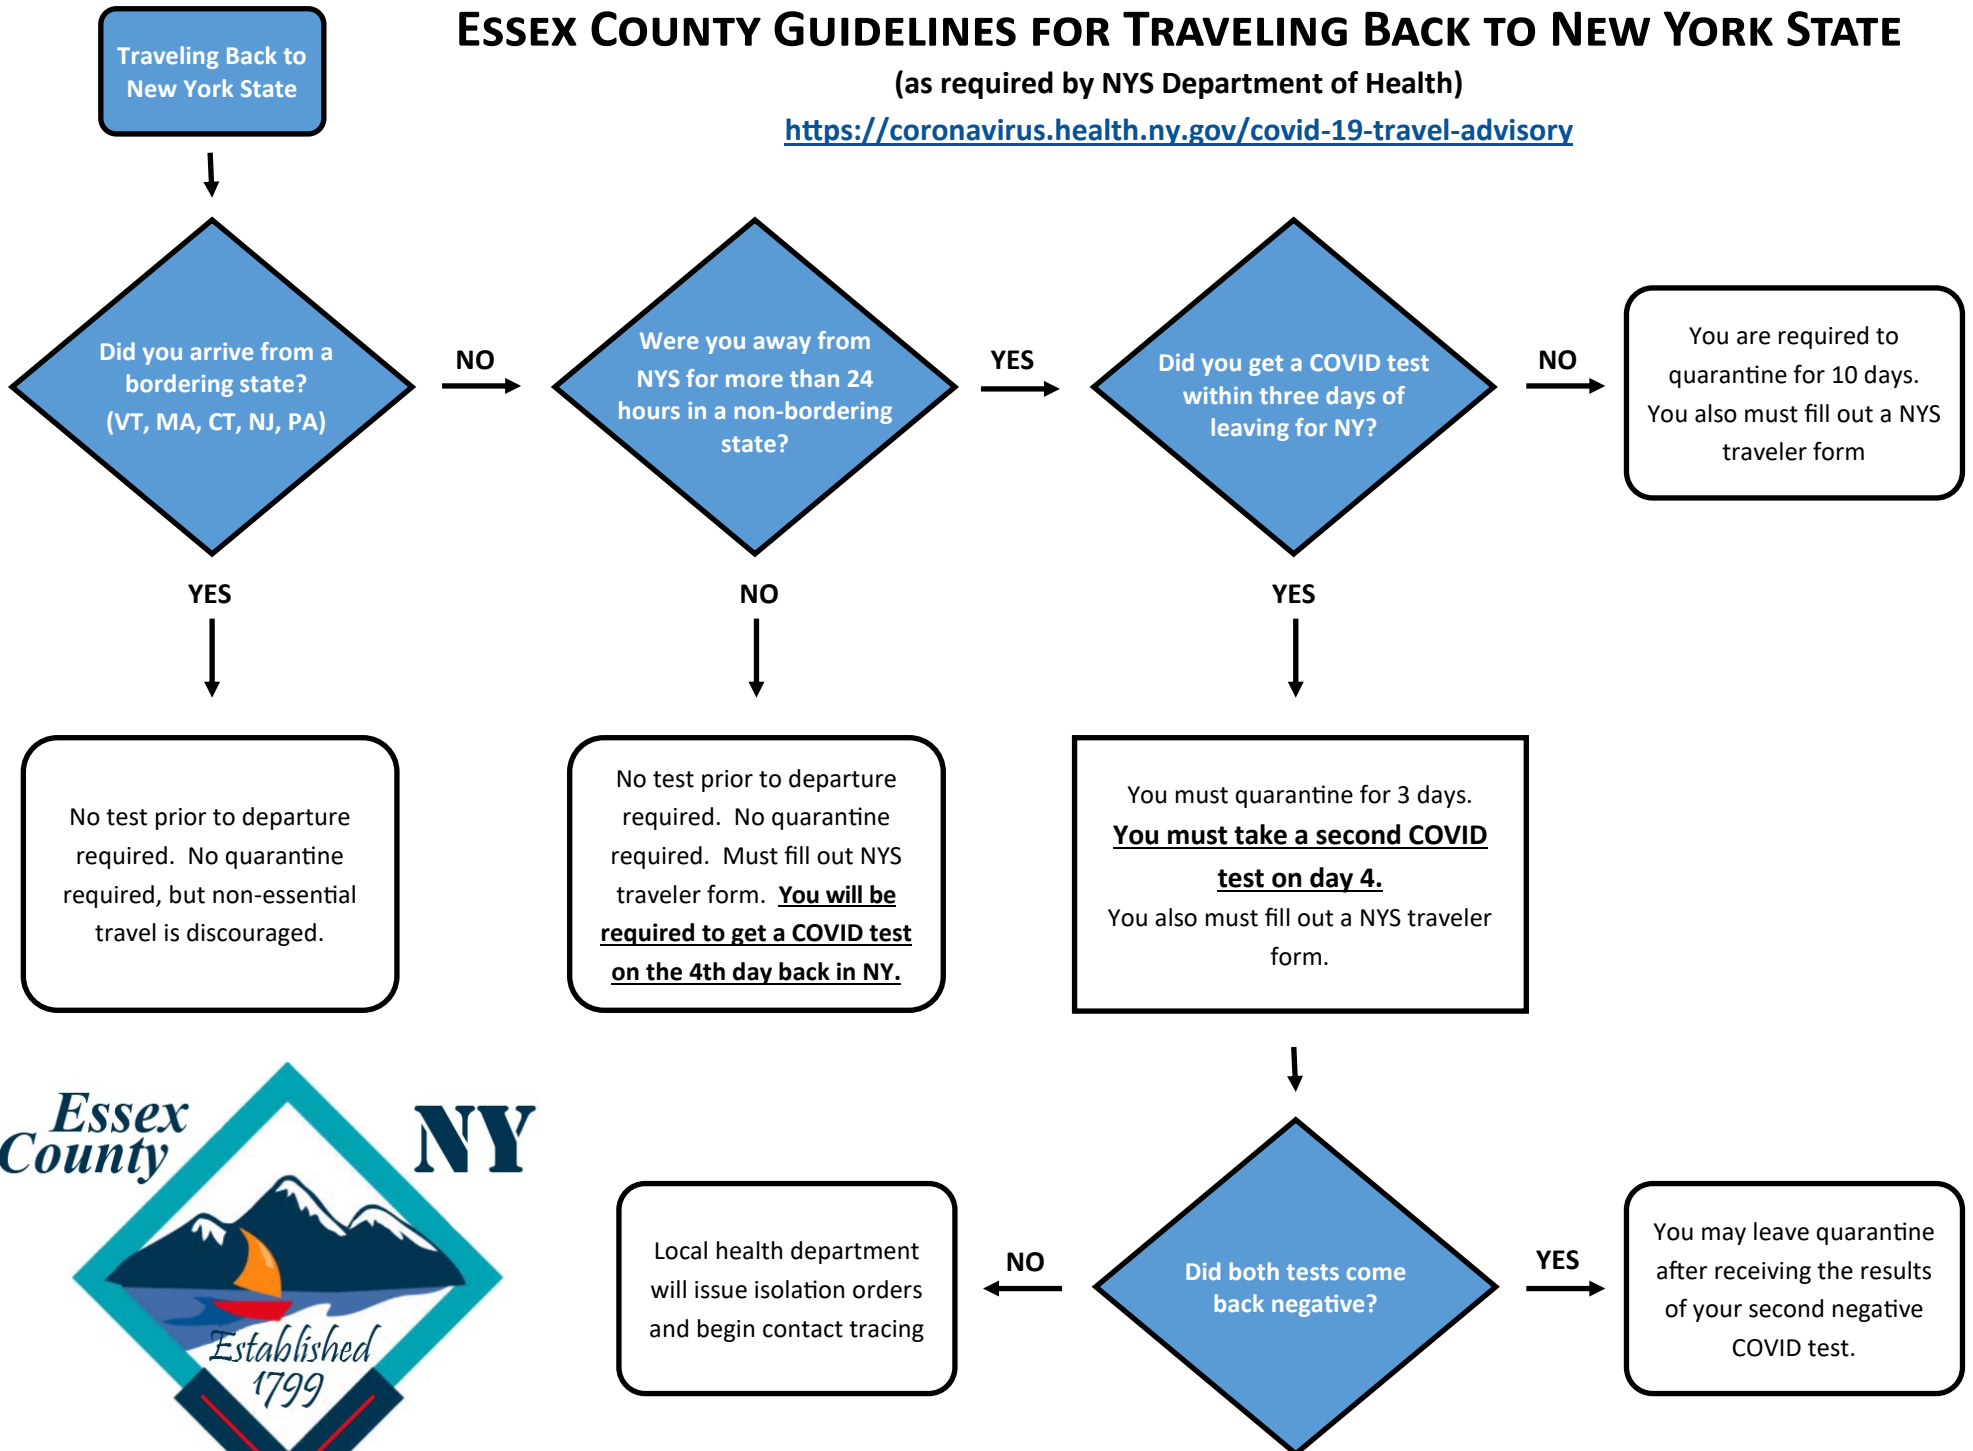 ESSEX COUNTY GUIDELINES FOR TRAVELING BACK TO NEW YORK STATE
(as required by NYS Department of Health)
https://coronavirus.health.ny.gov/covid-19-travel-advisory
Traveling Back to
New York State
Did you arrive from a
bordering state?
(VT, MA, CT, NJ, PA)
NO
Were you away from
NYS for more than 24
hours in a non-bordering
state?
YES
Did you get a COVID test
within three days of
leaving for NY?
NO
You are required to
quarantine for 10 days.
You also must fill out a NYS
traveler form
YES
NO
YES
No test prior to departure
required. No quarantine
required, but non-essential
travel is discouraged.
No test prior to departure
required. No quarantine
required. Must fill out NYS
traveler form. You will be
required to get a COVID test
on the 4th day back in NY.
You must quarantine for 3 days.
You must take a second COVID
test on day 4.
You also must fill out a NYS traveler
form.
Essex
County
NY
Established
1799
Local health department
will issue isolation orders
and begin contact tracing
NO
Did both tests come
back negative?
YES
You may leave quarantine
after receiving the results
of your second negative
COVID test.